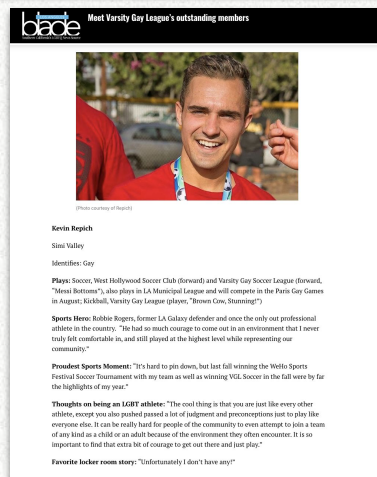 Meet Varsity Gay League's outstanding members
blade
(Photo courtesy of Repich)
Kevin Repich
Simi Valley
Identifies: Gay
Plays: Soccer, West Hollywood Soccer Club (forward) and Varsity Gay Soccer League (forward,
"Messi Bottoms"), also plays in LA Municipal League and will compete in the Paris Gay Games
in August; Kickball, Varsity Gay League (player, "Brown Cow, Stunning!")
Sports Hero: Robbie Rogers, former LA Galaxy defender and once the only out professional
athlete in the country.  "He had so much courage to come out in an environment that I never
truly felt comfortable in, and still played at the highest level while representing our
community."
Proudest Sports Moment: "It's hard to pin down, but last fall winning the WeHo Sports
Festival Soccer Tournament with my team as well as winning VGL Soccer in the fall were by far
the highlights of my year."
Thoughts on being an LGBT athlete: "The cool thing is that you are just like every other
athlete, except you also pushed passed a lot of judgment and preconceptions just to play like
everyone else. It can be really hard for people of the community to even attempt to join a team
of any kind as a child or an adult because of the environment they often encounter. It is so
important to find that extra bit of courage to get out there and just play."
Favorite locker room story: "Unfortunately I don't have any!"